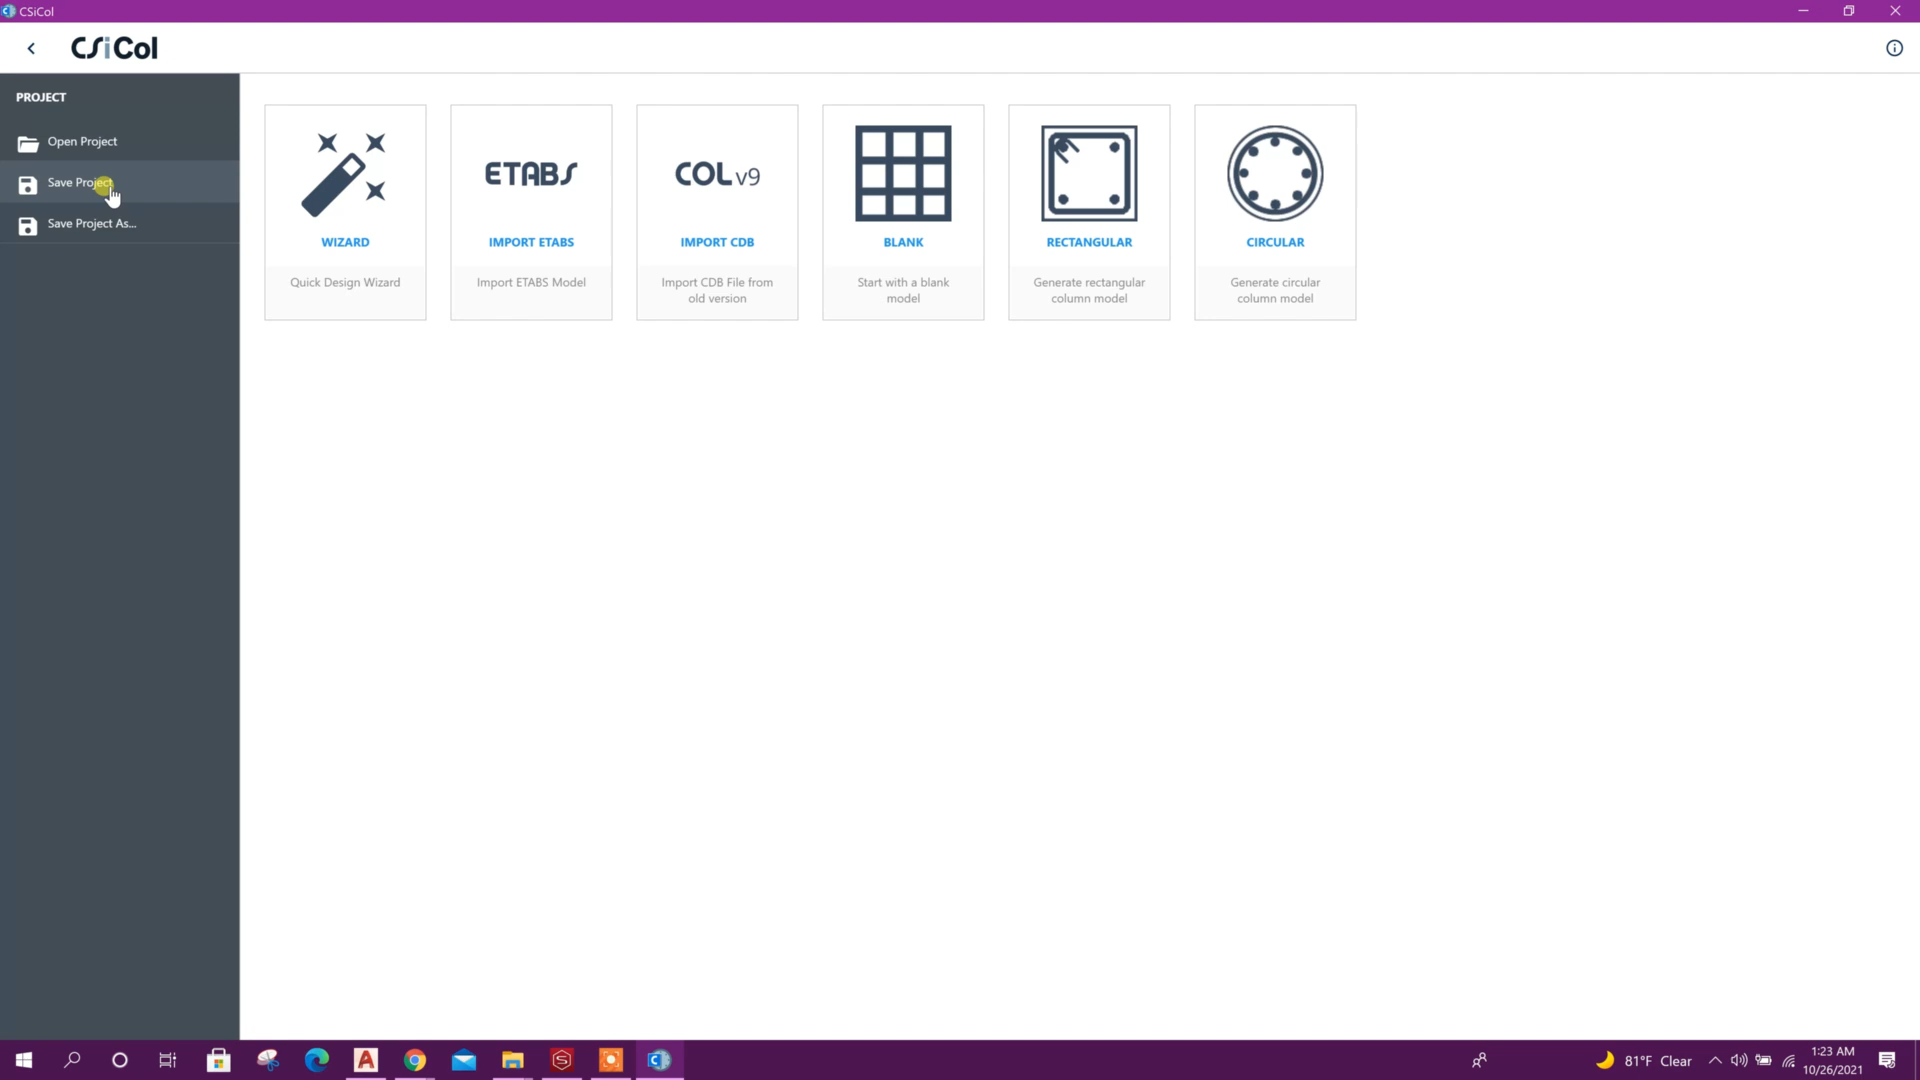 CSiCol
CSiCol
PROJECT
Open Project
Save Project
Save Project As...
WIZARD
Quick Design Wizard
ETABS
IMPORT ETABS
Import ETABS Model
COL v9
IMPORT CDB
Import CDB File from
old version
BLANK
Start with a blank
model
RECTANGULAR
Generate rectangular
column model
CIRCULAR
Generate circular
column model
81°F Clear
1:23 AM
10/26/2021